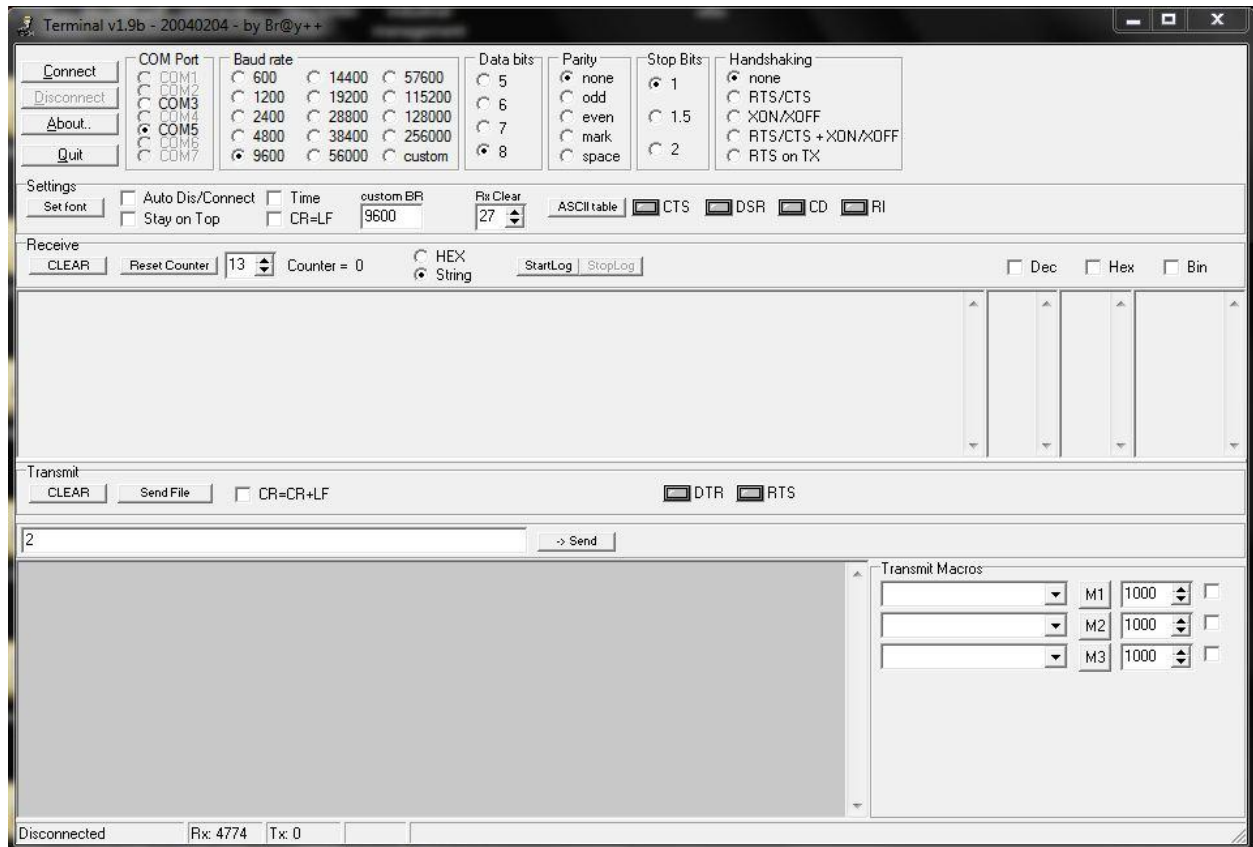 Terminal v1.9b - 20040204 - by Br@y++
Connect
Disconnect
About..
Quit
COM Port
COM1
COM2
COM3
COM4
COM5
COM6
COM7
Baud rate
600 14400 57600
1200 19200 115200
2400 28800 128000
4800 38400 256000
9600 56000 custom
Data bits
5
6
7
8
Parity
none
odd
even
mark
space
Stop Bits
1
1.5
2
Handshaking
none
RTS/CTS
XON/XOFF
RTS/CTS + XON/XOFF
RTS on TX
Settings
Set font
Auto Dis/Connect
Stay on Top
Time
CR=LF
custom BR
9600
Rx Clear
27
ASCII table
CTS DSR CD RI
Receive
CLEAR Reset Counter 13 Counter = 0
HEX
String
StartLog StopLog
Dec Hex Bin
Transmit
CLEAR Send File CR=CR+LF DTR RTS
2 -> Send
Transmit Macros
M1 1000
M2 1000
M3 1000
Disconnected Rx: 4774 Tx: 0